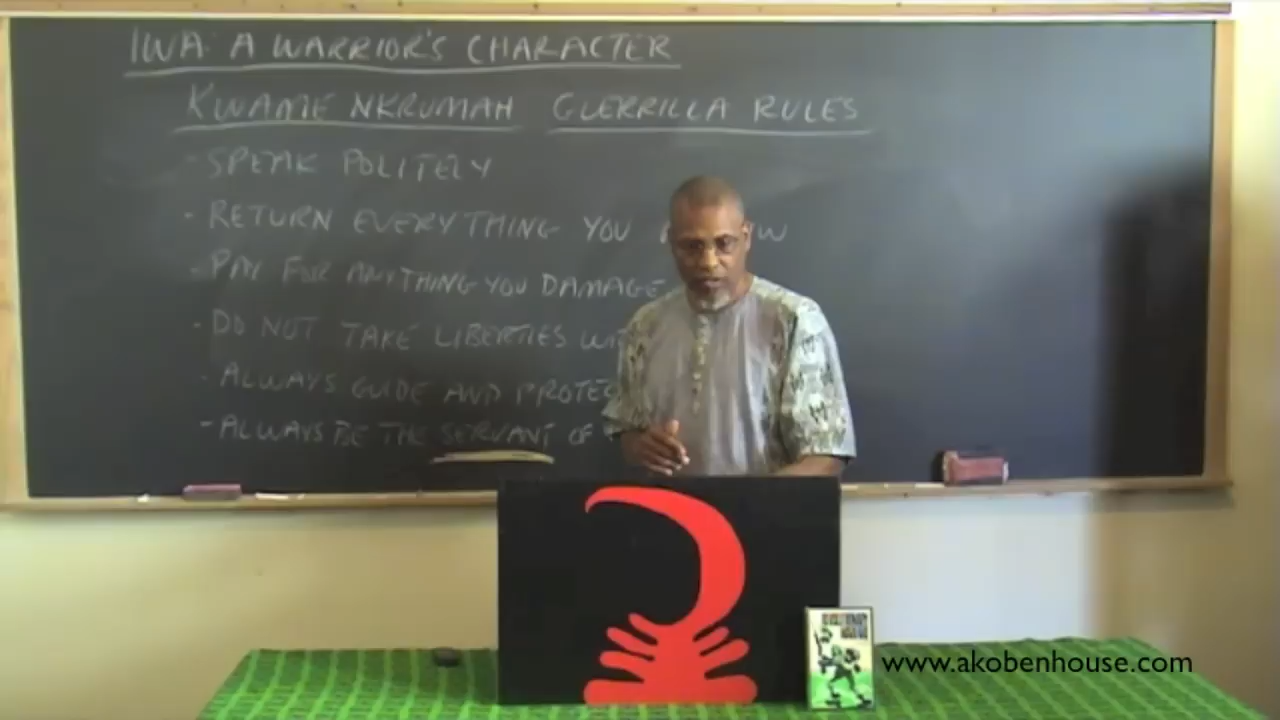 IWA: A WARRIOR'S CHARACTER
KWAME NKRUMAH GUERRILLA RULES
- SPEAK POLITELY
- RETURN EVERYTHING YOU
- PAY FOR ANYTHING YOU DAMAGE
- DO NOT TAKE LIBERTIES
- ALWAYS GUIDE AND
- ALWAYS BE THE SERVANT OF
www.akobenhouse.com